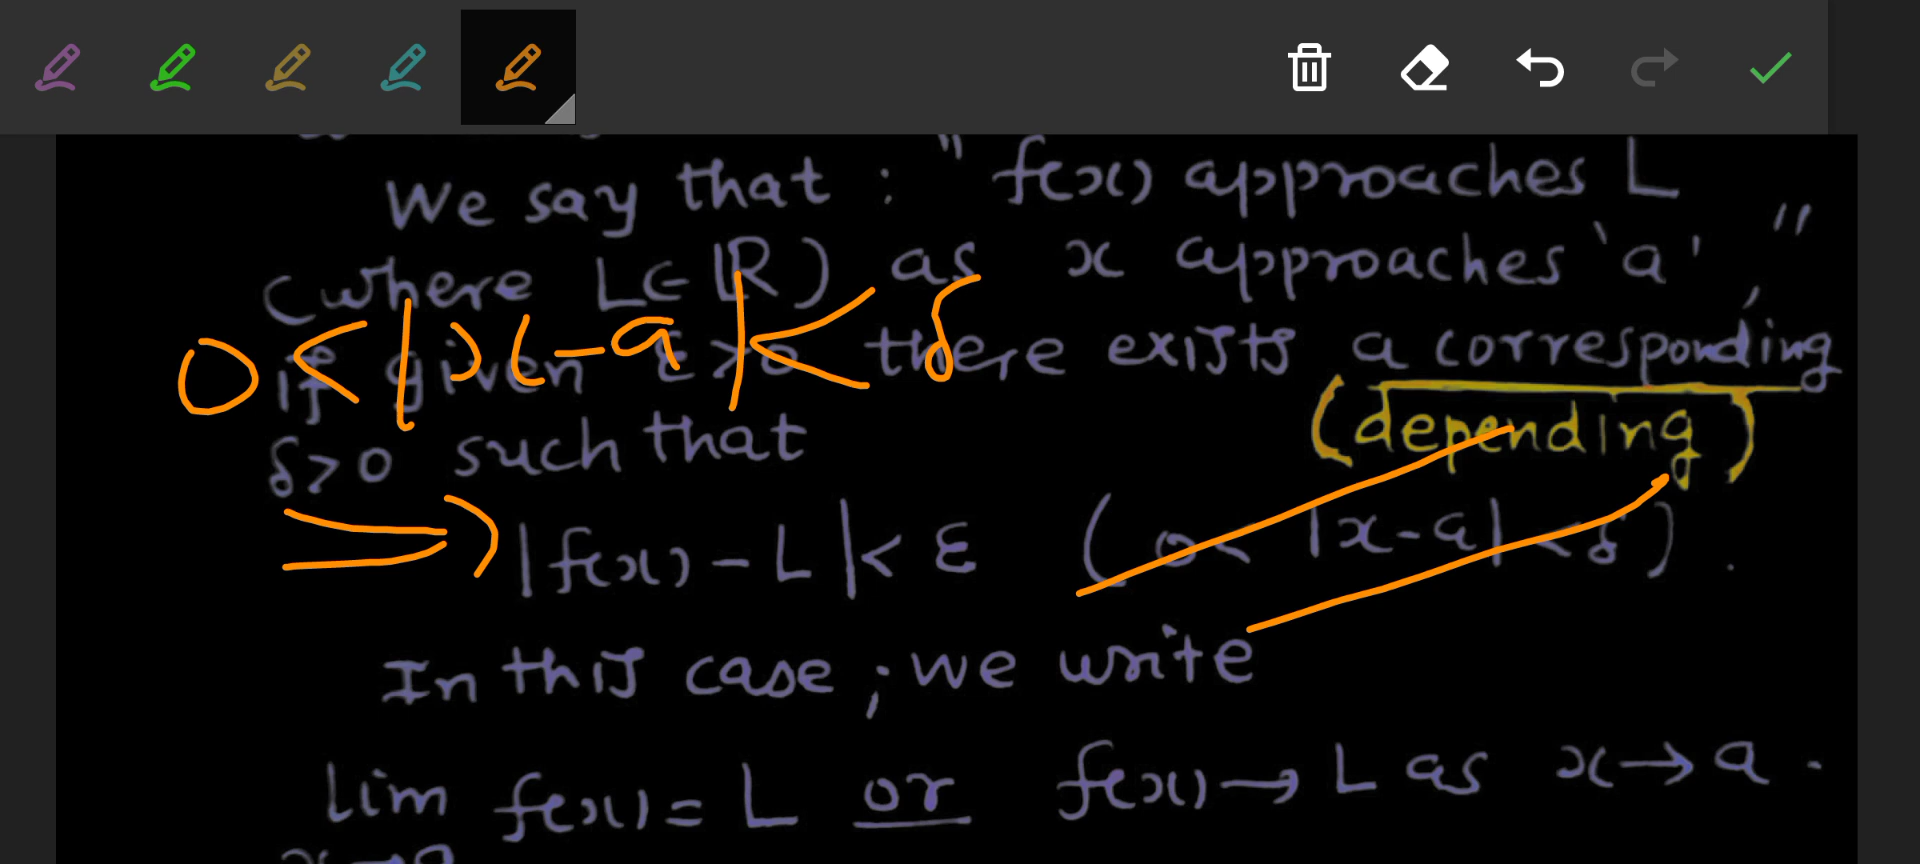 We say that : "f(x) approaches L
(where L∈ℝ) as x approaches 'a',"
0<|x-a|<δ
if given ε>0 there exists a corresponding
(depending)
δ>0 such that
⇒ |f(x)-L|<ε (0<|x-a|<δ).
In this case; we write
lim f(x)=L or f(x)→L as x→a.
x→a